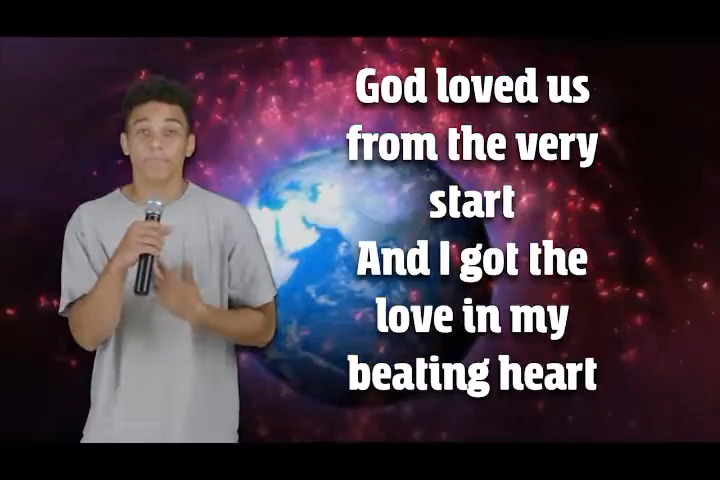 God loved us
from the very
start
And I got the
love in my
beating heart